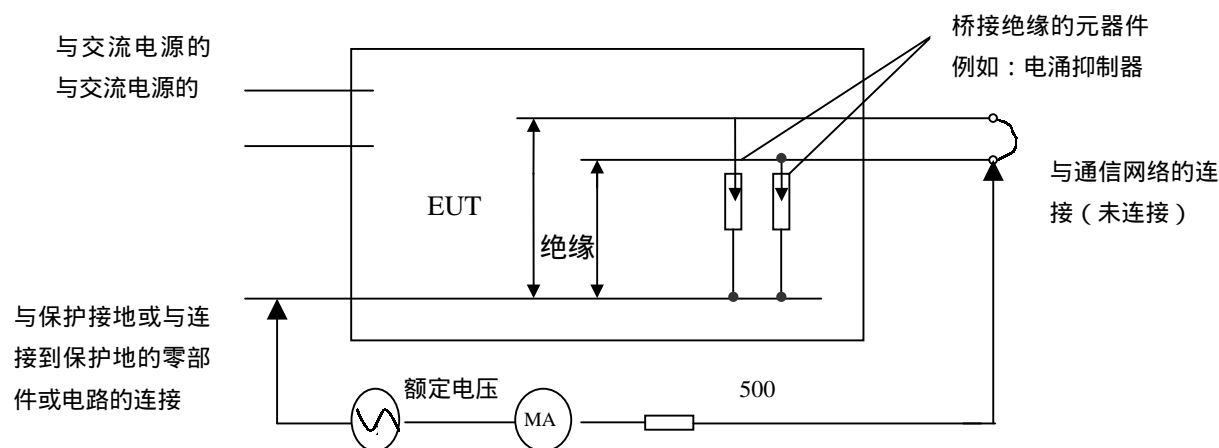 与交流电源的
与交流电源的
桥接绝缘的元器件
例如：电涌抑制器
EUT
绝缘
与通信网络的连
接（未连接）
与保护接地或与连
接到保护地的零部
件或电路的连接
额定电压
MA
500